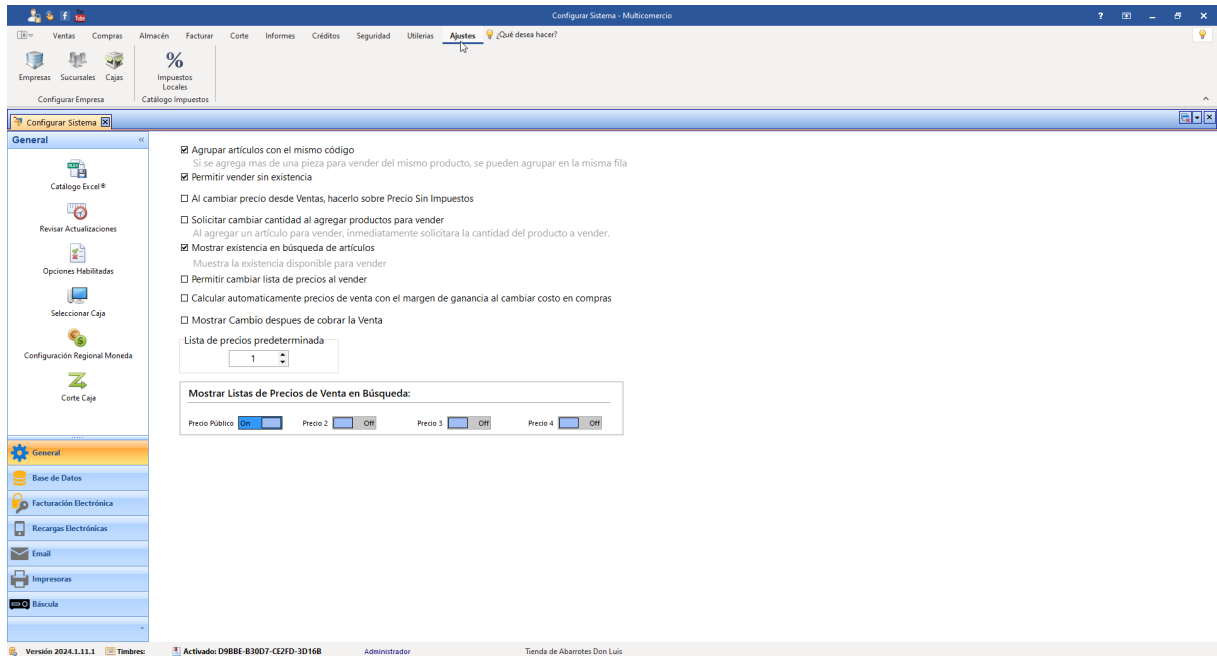 You Tube
Configurar Sistema - Multicomercio
Ventas Compras Almacén Facturar Corte Informes Créditos Seguridad Utilerias Ajustes ¿Qué desea hacer?
Empresas Sucursales Cajas
Impuestos
Locales
Configurar Empresa Catálogo Impuestos
Configurar Sistema
General
Catálogo Excel®
Revisar Actualizaciones
Opciones Habilitadas
Seleccionar Caja
Configuración Regional Moneda
Corte Caja
General
Base de Datos
Facturación Electrónica
Recargas Electrónicas
Email
Impresoras
Báscula
Agrupar artículos con el mismo código
Si se agrega mas de una pieza para vender del mismo producto, se pueden agrupar en la misma fila
Permitir vender sin existencia
Al cambiar precio desde Ventas, hacerlo sobre Precio Sin Impuestos
Solicitar cambiar cantidad al agregar productos para vender
Al agregar un artículo para vender, inmediatamente solicitara la cantidad del producto a vender.
Mostrar existencia en búsqueda de artículos
Muestra la existencia disponible para vender
Permitir cambiar lista de precios al vender
Calcular automaticamente precios de venta con el margen de ganancia al cambiar costo en compras
Mostrar Cambio despues de cobrar la Venta
Lista de precios predeterminada
1
Mostrar Listas de Precios de Venta en Búsqueda:
Precio Público On Precio 2 Off Precio 3 Off Precio 4 Off
Versión 2024.1.11.1 Timbres: Activado: D9BBE-B30D7-CE2FD-3D16B Administrador Tienda de Abarrotes Don Luis